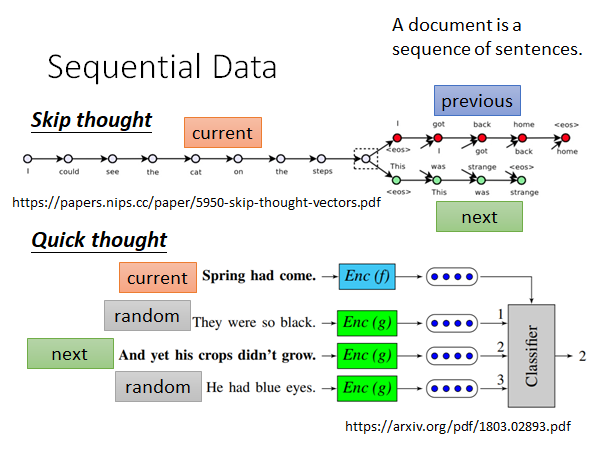 A document is a
sequence of sentences.
Sequential Data
Skip thought
current
previous
I got back home <eos>
<eos> I got back home
I could see the cat on the steps
This was strange <eos>
<eos> This was strange
next
https://papers.nips.cc/paper/5950-skip-thought-vectors.pdf
Quick thought
current Spring had come. Enc (f)
random They were so black. Enc (g) 1
next And yet his crops didn't grow. Enc (g) 2
random He had blue eyes. Enc (g) 3
Classifier
2
https://arxiv.org/pdf/1803.02893.pdf